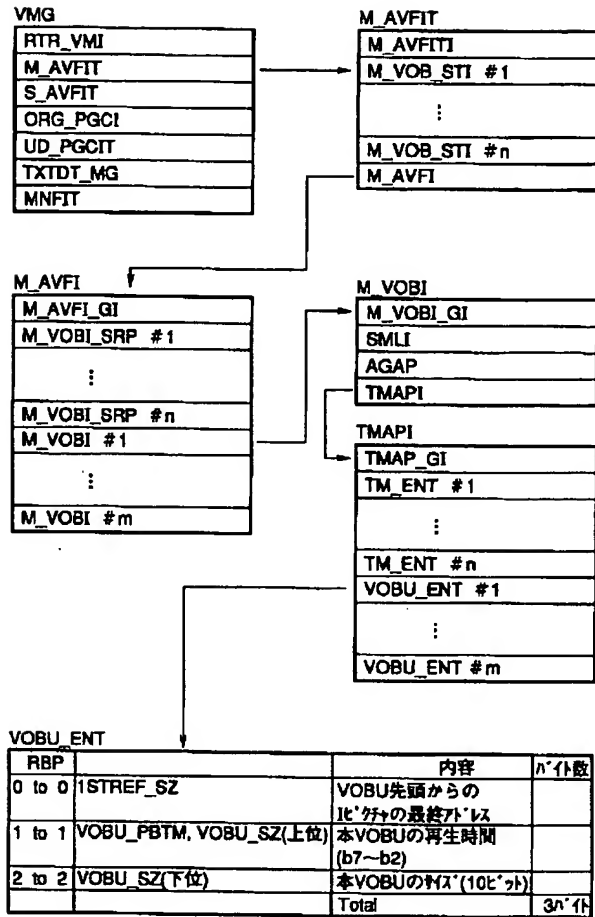 VMG
RTR_VMI
M_AVFIT
S_AVFIT
ORG_PGCI
UD_PGCIT
TXTDT_MG
MNFIT
M_AVFIT
M_AVFITI
M_VOB_STI #1
⋮
M_VOB_STI #n
M_AVFI
M_AVFI
M_AVFI_GI
M_VOBI_SRP #1
⋮
M_VOBI_SRP #n
M_VOBI #1
⋮
M_VOBI #m
M_VOBI
M_VOBI_GI
SMLI
AGAP
TMAPI
TMAPI
TMAP_GI
TM_ENT #1
⋮
TM_ENT #n
VOBU_ENT #1
⋮
VOBU_ENT #m
VOBU_ENT
RBP 内容 バイト数
0 to 0 1STREF_SZ VOBU先頭からの
Iピクチャの最終アドレス
1 to 1 VOBU_PBTM, VOBU_SZ(上位) 本VOBUの再生時間
(b7～b2)
2 to 2 VOBU_SZ(下位) 本VOBUのサイズ(10ビット)
Total 3バイト